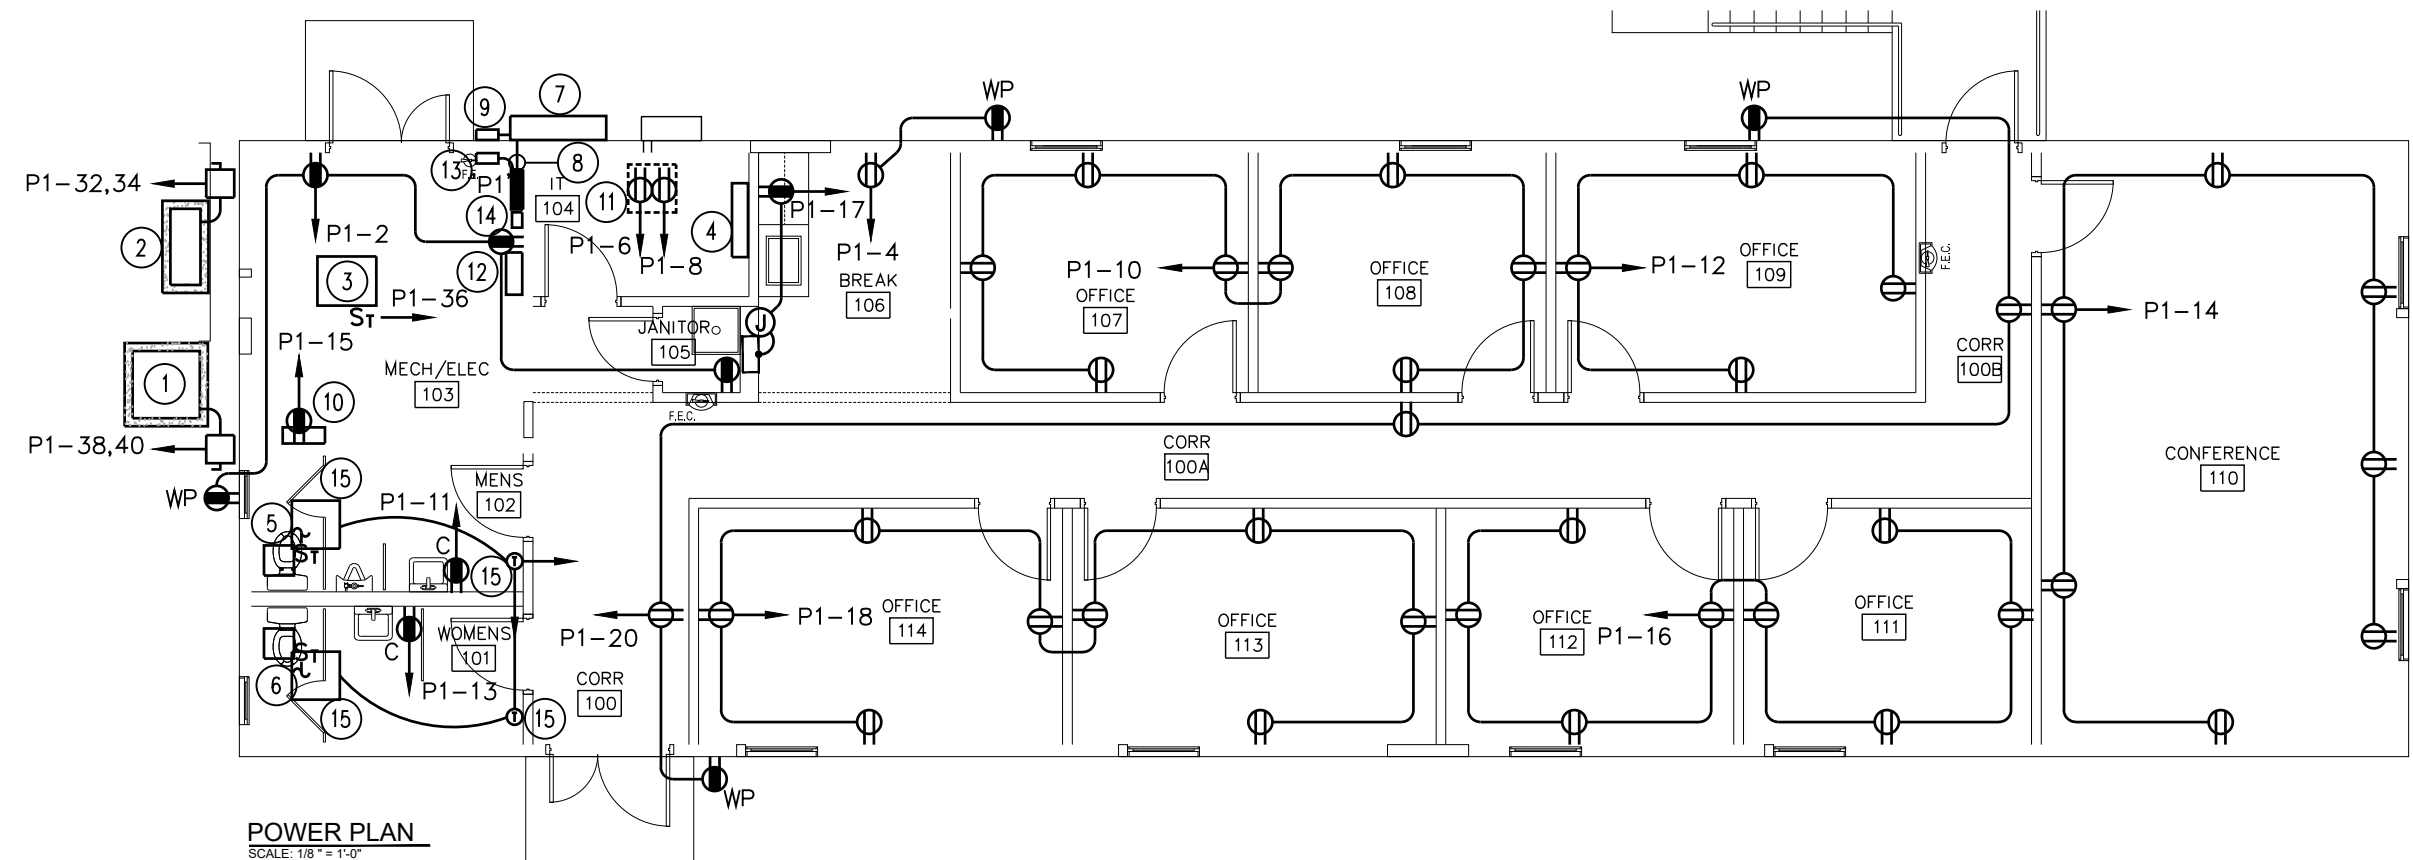 WP
WP
7
9
13
F.E.
8
P1*
IT
104
11
14
P1-32,34
2
P1-2
12
P1-6
P1-8
4
P1-17
P1-4
BREAK
106
P1-10
OFFICE
107
OFFICE
108
P1-12
OFFICE
109
F.E.C.
3
P1-36
ST
P1-15
JANITOR
105
J
P1-14
CORR
100B
1
MECH/ELEC
103
10
F.E.C.
P1-38,40
CORR
100A
CONFERENCE
110
WP
15
MENS
102
P1-11
5
ST
C
15
P1-20
P1-18
OFFICE
114
OFFICE
113
OFFICE
112
P1-16
OFFICE
111
WOMENS
101
ST
C
6
P1-13
15
T
T
15
CORR
100
WP
POWER PLAN
SCALE: 1/8 " = 1'-0"